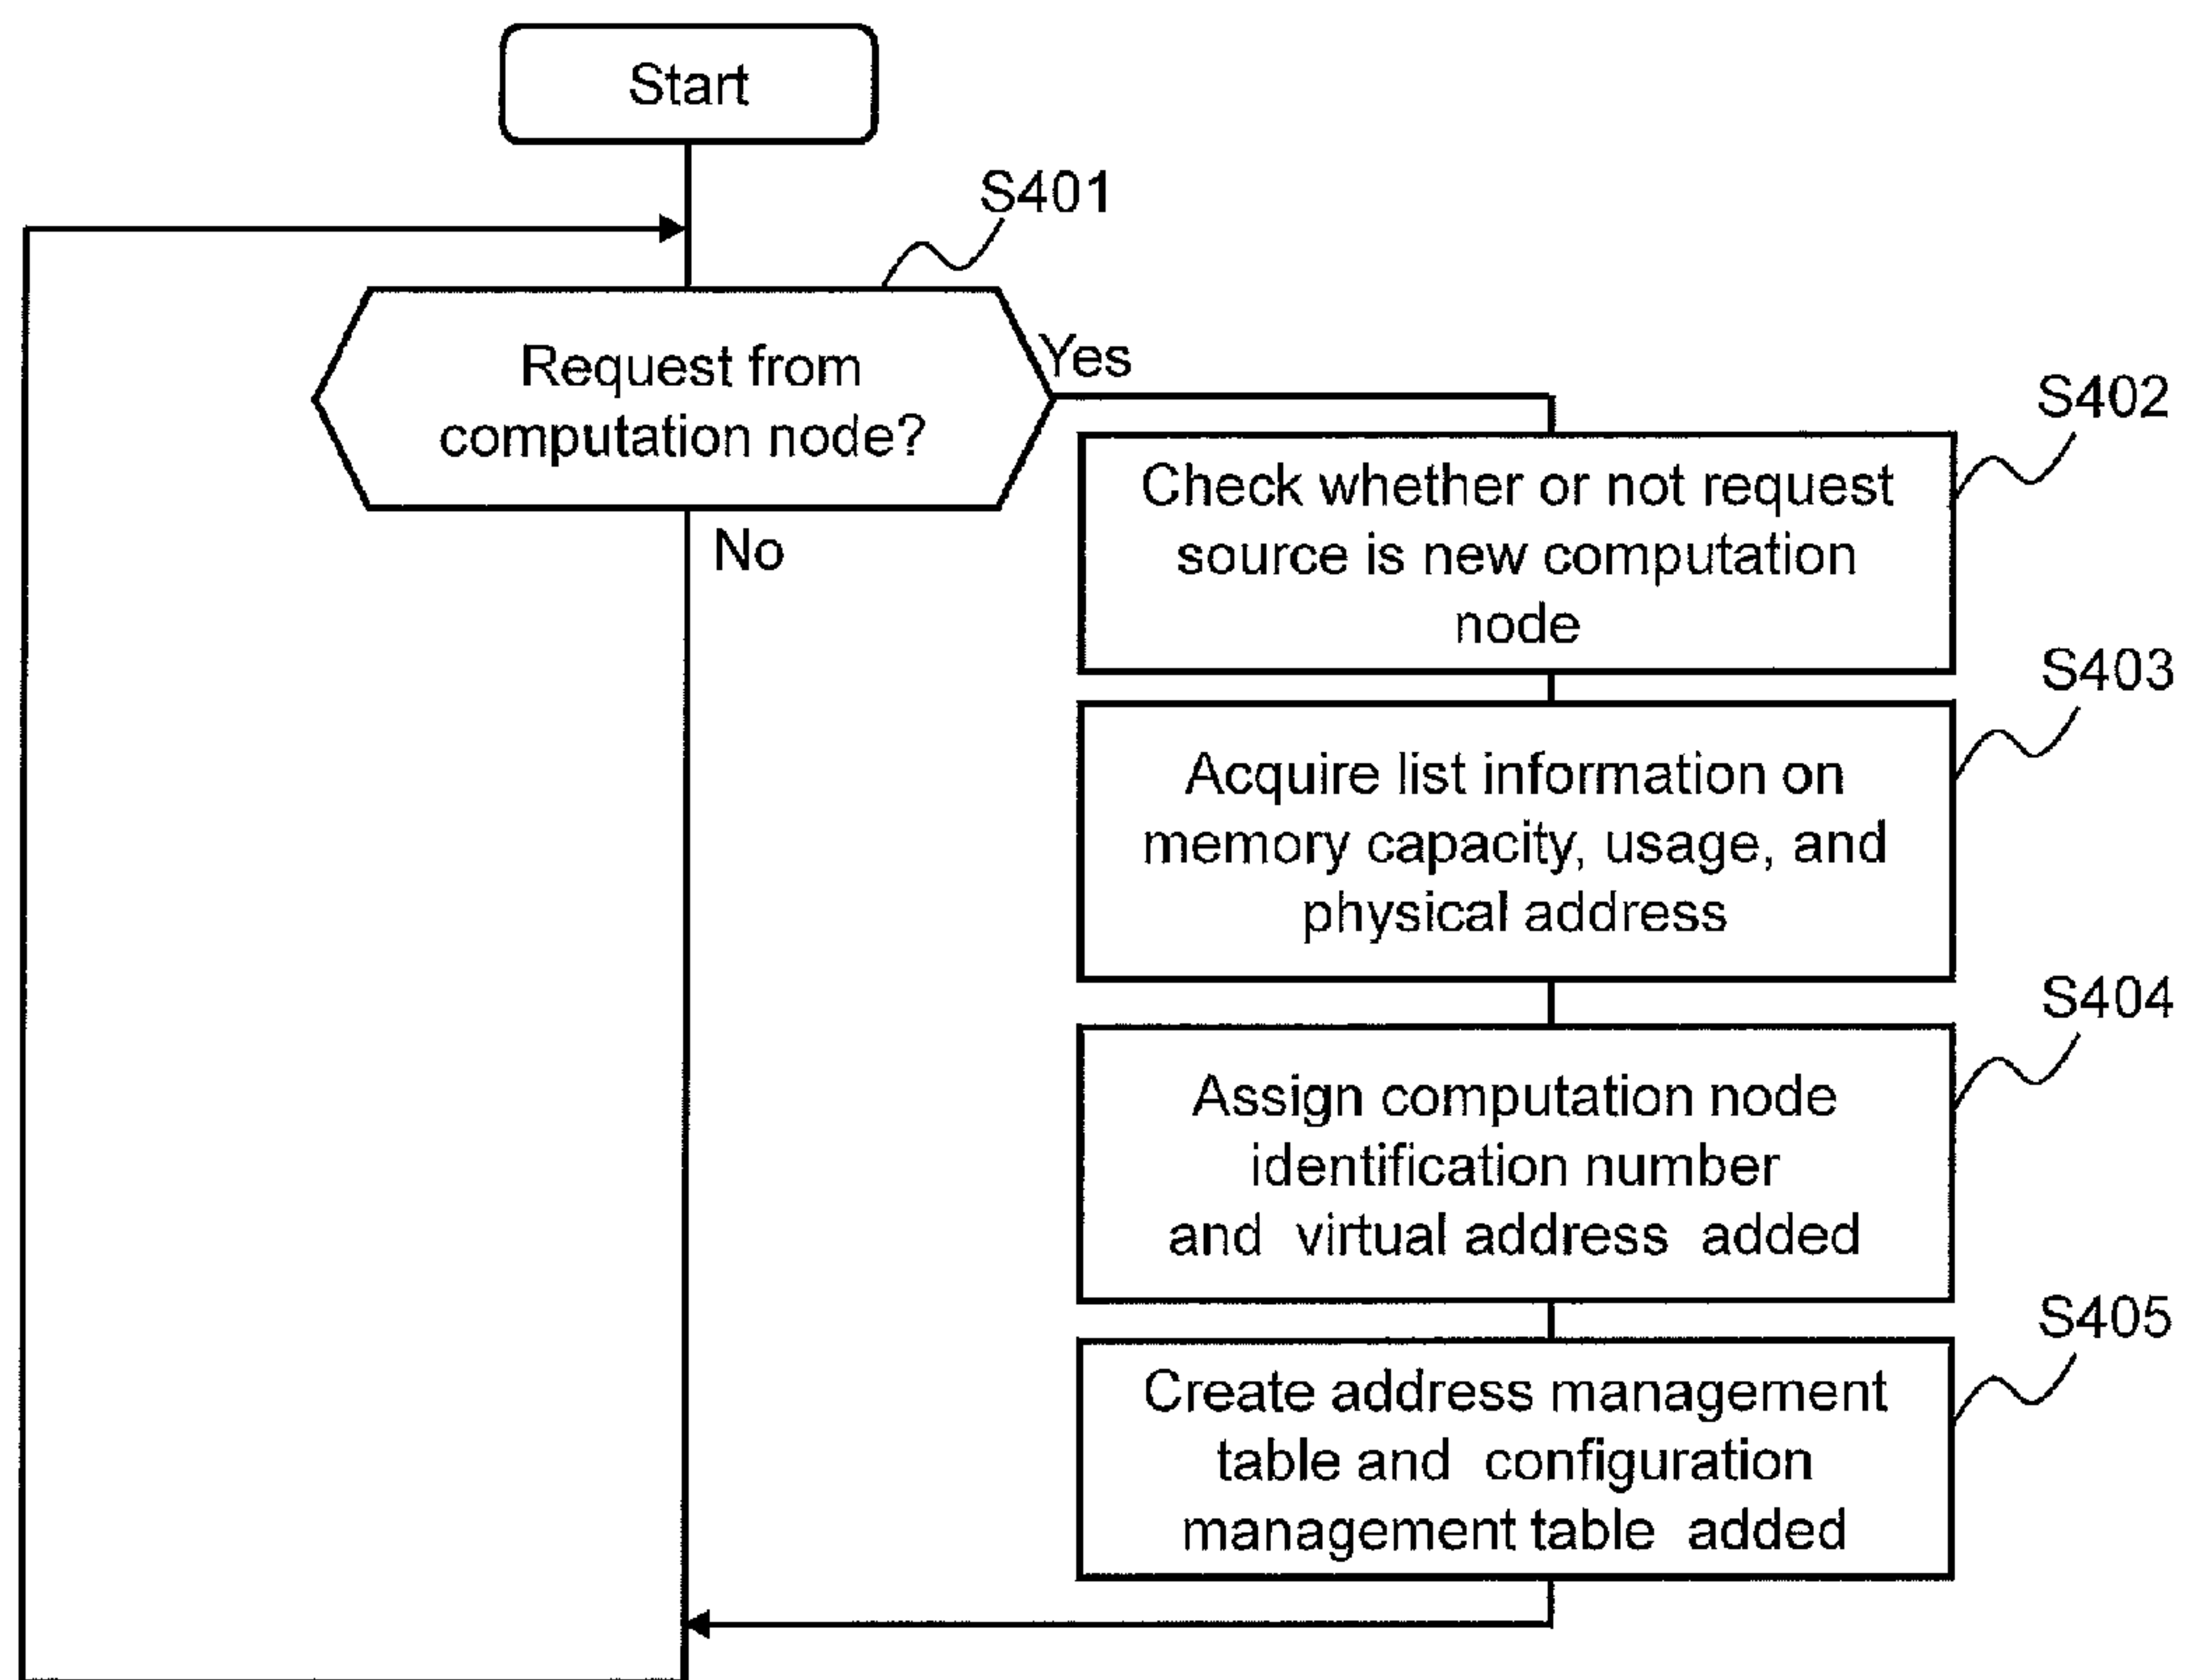 Start
S401
Request from
computation node?
Yes
No
S402
Check whether or not request
source is new computation
node
S403
Acquire list information on
memory capacity, usage, and
physical address
S404
Assign computation node
identification number
and virtual address added
S405
Create address management
table and configuration
management table added